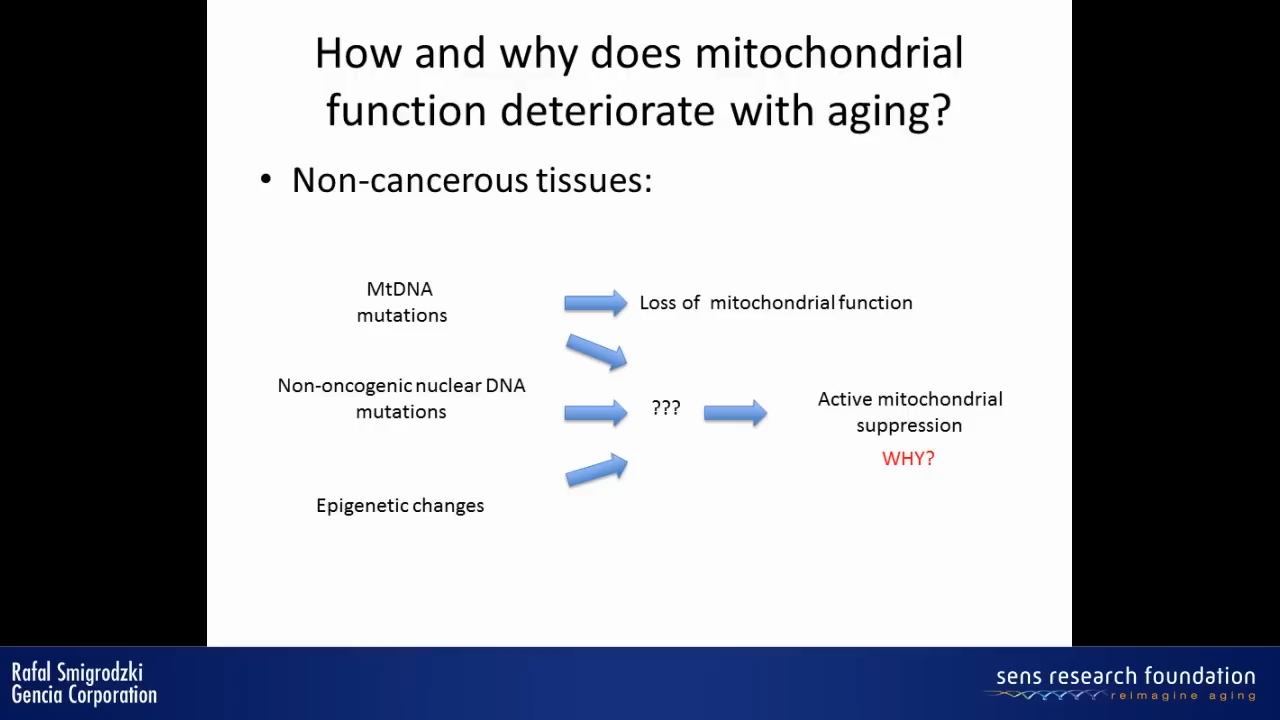 How and why does mitochondrial
function deteriorate with aging?
• Non-cancerous tissues:
MtDNA
mutations
Loss of mitochondrial function
Non-oncogenic nuclear DNA
mutations
???
Active mitochondrial
suppression
WHY?
Epigenetic changes
Rafal Smigrodzki
Gencia Corporation
sens research foundation
reimagine aging